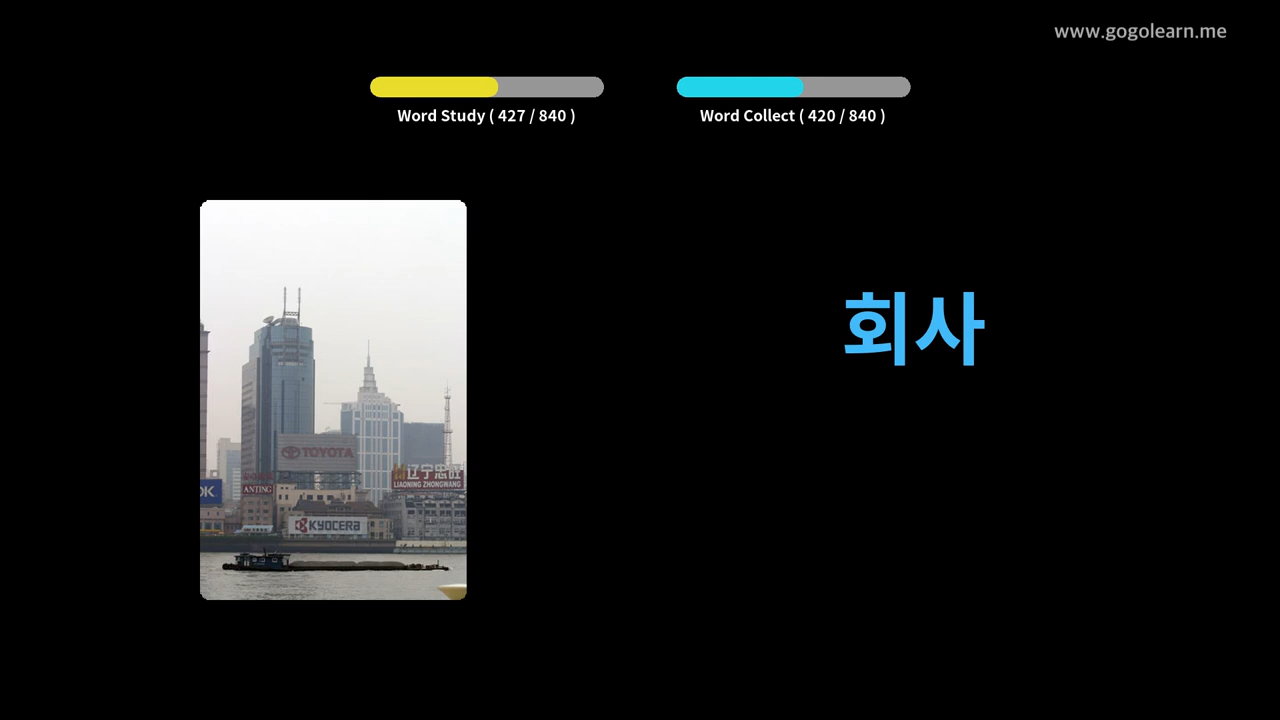 www.gogolearn.me
Word Study ( 427 / 840 )
Word Collect ( 420 / 840 )
회사
TOYOTA
辽宁忠旺
LIAONING ZHONGWANG
OK
ANTING
KYOCERA